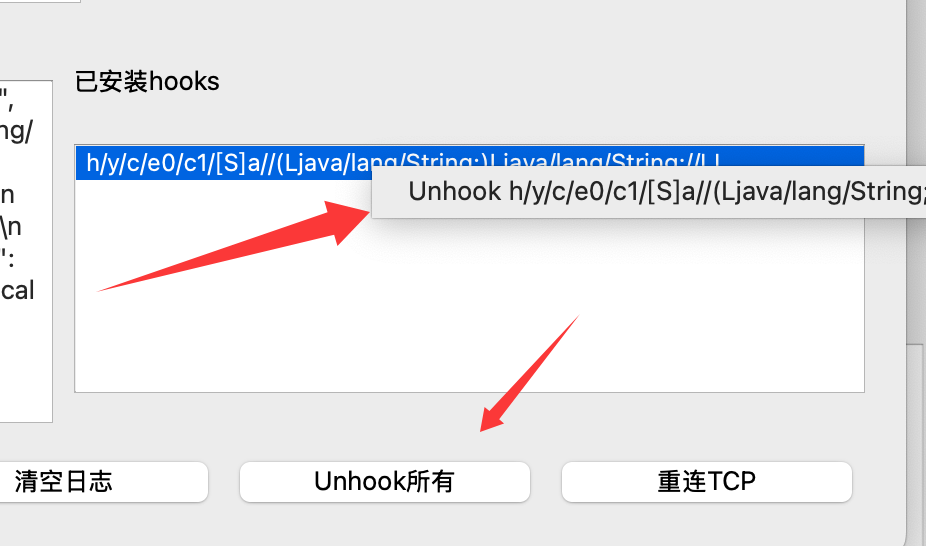 已安装hooks
",
ng/
n
\n
":
cal
h/y/c/e0/c1/[S]a//(Ljava/lang/String;)Ljava/lang/String;//
Unhook h/y/c/e0/c1/[S]a//(Ljava/lang/String;
清空日志
Unhook所有
重连TCP